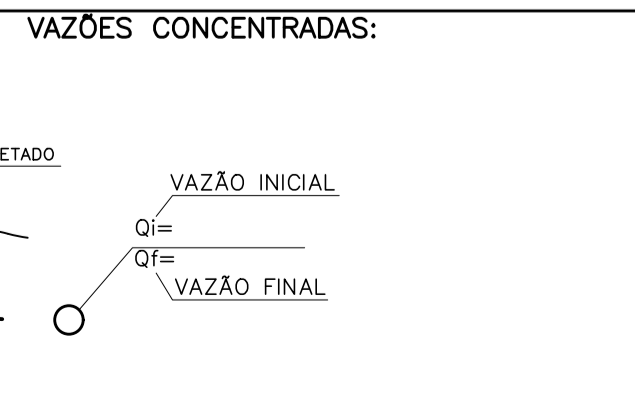 VAZÕES CONCENTRADAS:
ETADO
VAZÃO INICIAL
Qi=
Qf=
VAZÃO FINAL